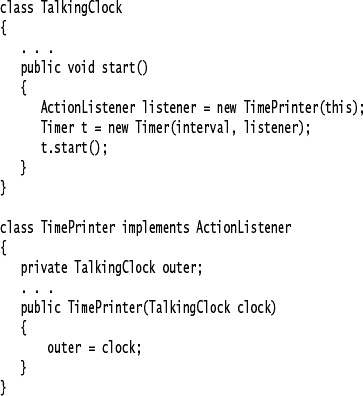 class TalkingClock
{
   . . .
   public void start()
   {
      ActionListener listener = new TimePrinter(this);
      Timer t = new Timer(interval, listener);
      t.start();
   }
}

class TimePrinter implements ActionListener
{
   private TalkingClock outer;
   . . .
   public TimePrinter(TalkingClock clock)
   {
      outer = clock;
   }
}